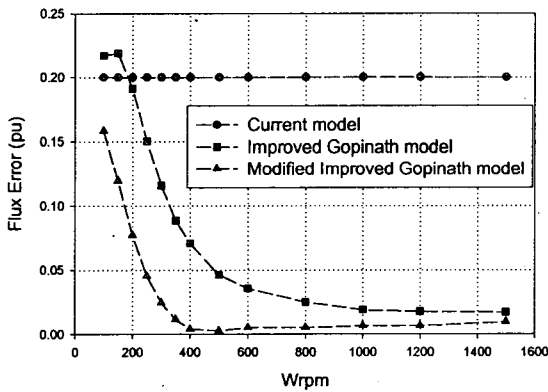 0.25
0.20
0.15
0.10
0.05
0.00
Flux Error (pu)
Current model
Improved Gopinath model
Modified Improved Gopinath model
0 200 400 600 800 1000 1200 1400 1600
Wrpm